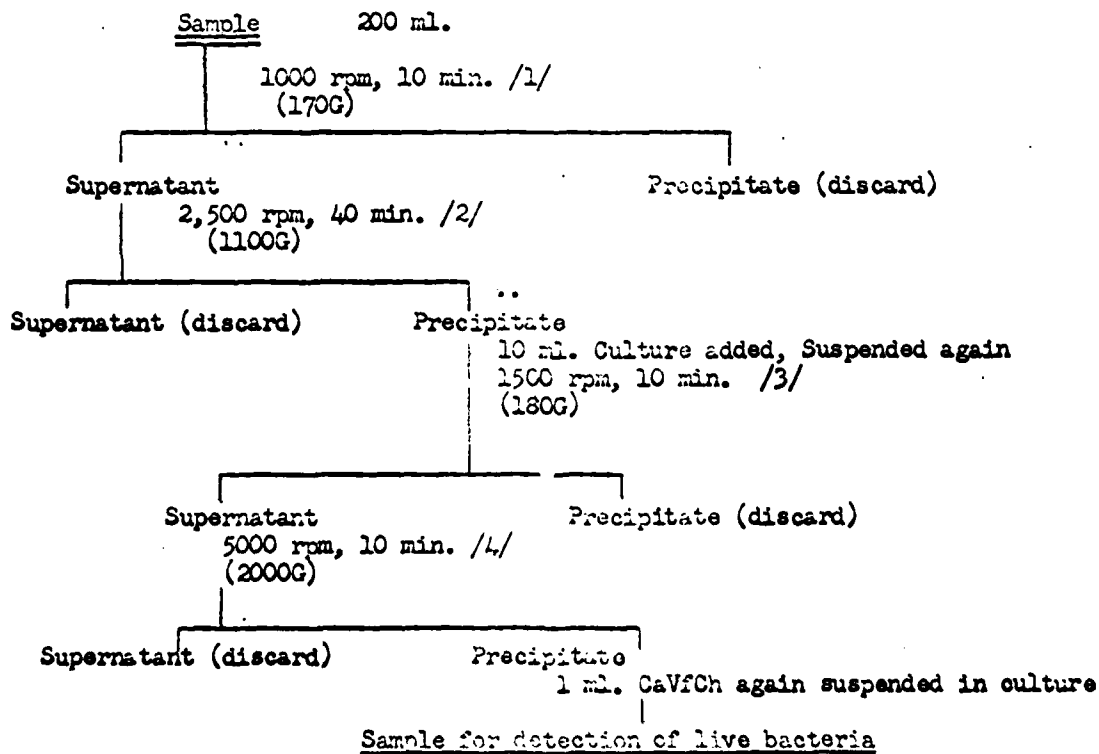 Sample 200 ml.
1000 rpm, 10 min. /1/
(170G)
Supernatant Precipitate (discard)
2,500 rpm, 40 min. /2/
(1100G)
Supernatant (discard) Precipitate
10 ml. Culture added, Suspended again
1500 rpm, 10 min. /3/
(180G)
Supernatant Precipitate (discard)
5000 rpm, 10 min. /4/
(2000G)
Supernatant (discard) Precipitate
1 ml. CaVfCh again suspended in culture
Sample for detection of live bacteria